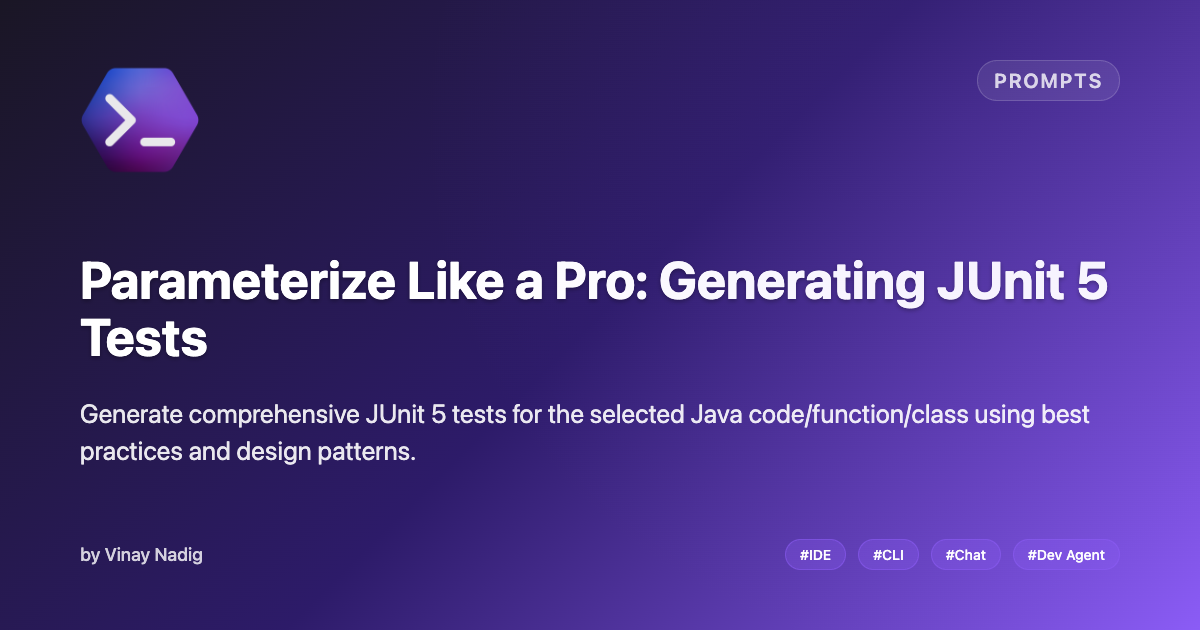 PROMPTS
Parameterize Like a Pro: Generating JUnit 5
Tests
Generate comprehensive JUnit 5 tests for the selected Java code/function/class using best
practices and design patterns.
by Vinay Nadig
#IDE
#CLI
#Chat
#Dev Agent